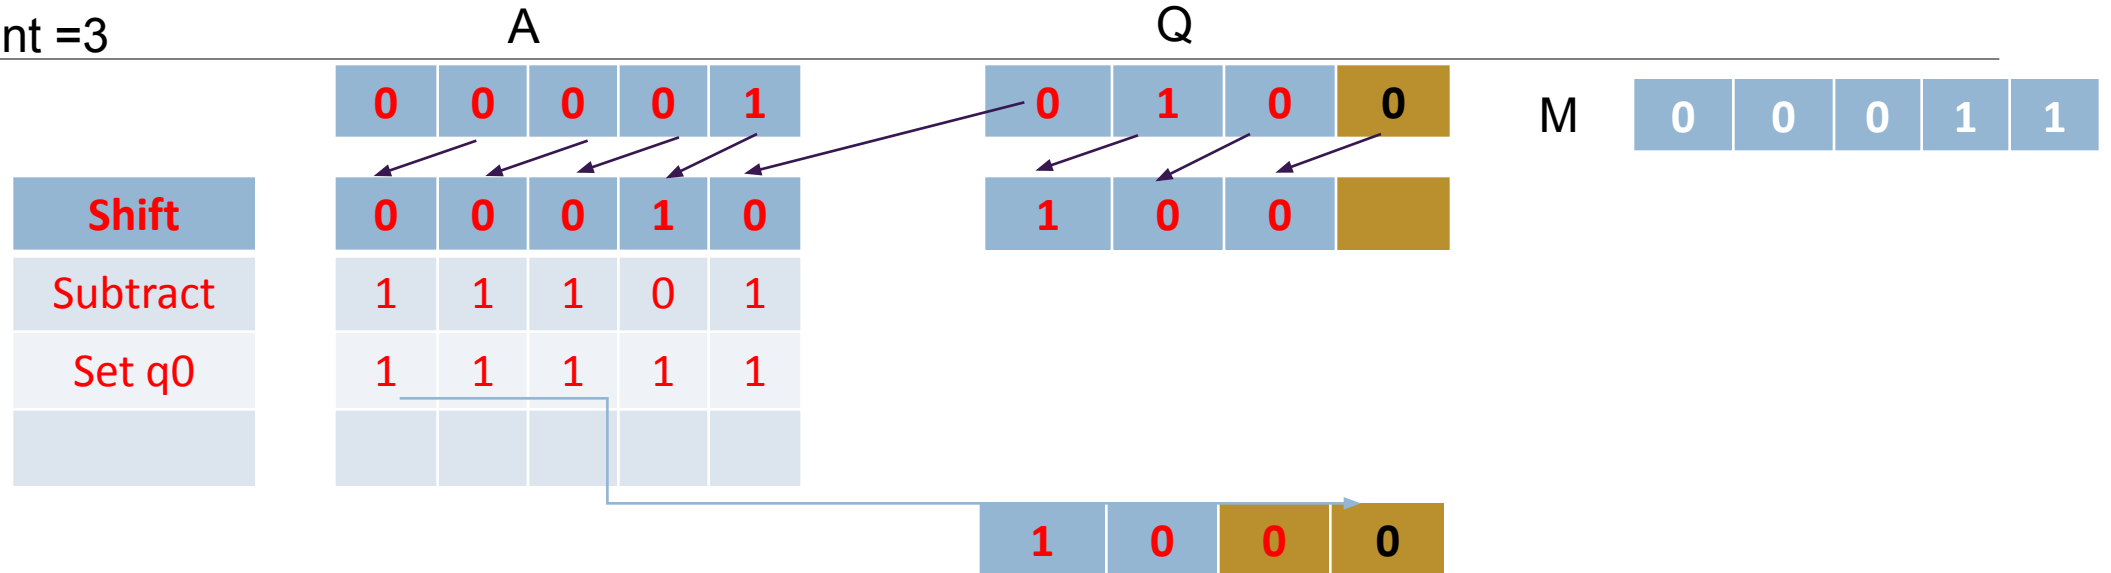 nt =3 A Q
0 0 0 0 1 0 1 0 0 M 0 0 0 1 1
Shift 0 0 0 1 0 1 0 0
Subtract 1 1 1 0 1
Set q0 1 1 1 1 1
1 0 0 0